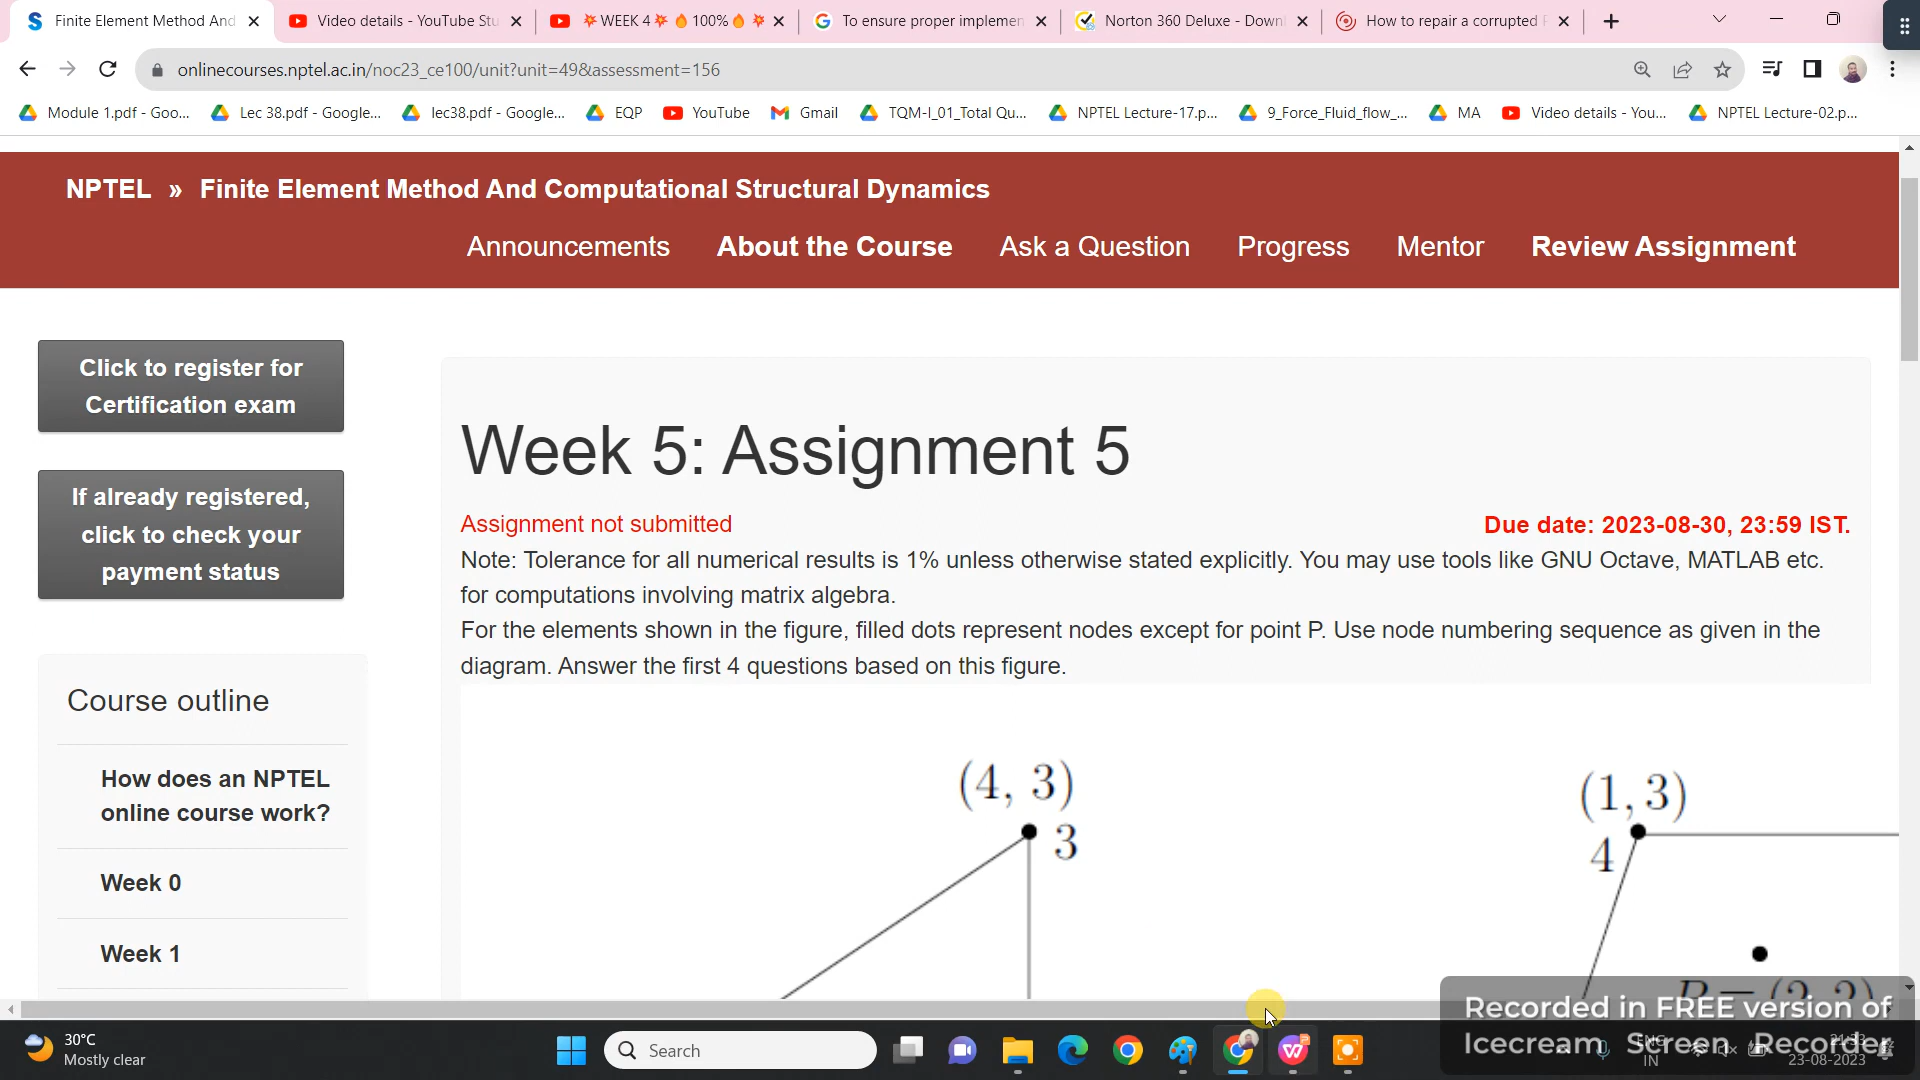 Finite Element Method And
Video details - YouTube Stu
WEEK 4 100%
To ensure proper implemen
Norton 360 Deluxe - Down
How to repair a corrupted
onlinecourses.nptel.ac.in/noc23_ce100/unit?unit=49&assessment=156
Module 1.pdf - Goo...
Lec 38.pdf - Google...
lec38.pdf - Google...
EQP
YouTube
Gmail
TQM-I_01_Total Qu...
NPTEL Lecture-17.p...
9_Force_Fluid_flow_...
MA
Video details - You...
NPTEL Lecture-02.p...
NPTEL » Finite Element Method And Computational Structural Dynamics
Announcements About the Course Ask a Question Progress Mentor Review Assignment
Click to register for
Certification exam
If already registered,
click to check your
payment status
Course outline
How does an NPTEL
online course work?
Week 0
Week 1
Week 5: Assignment 5
Assignment not submitted
Due date: 2023-08-30, 23:59 IST.
Note: Tolerance for all numerical results is 1% unless otherwise stated explicitly. You may use tools like GNU Octave, MATLAB etc.
for computations involving matrix algebra.
For the elements shown in the figure, filled dots represent nodes except for point P. Use node numbering sequence as given in the
diagram. Answer the first 4 questions based on this figure.
(4, 3)
3
(1, 3)
4
P = (2, 2)
Recorded in FREE version of
Icecream Screen Recorder
30°C
Mostly clear
Search
ENG
IN
23-08-2023